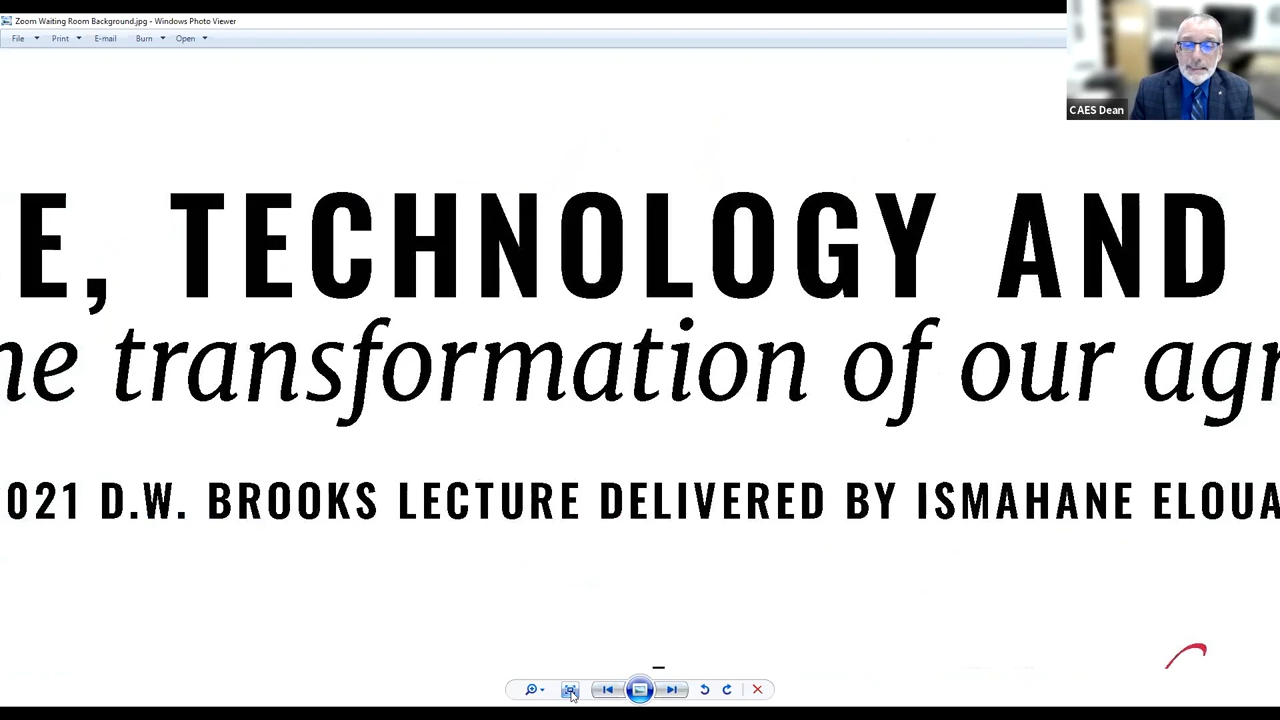 Zoom Waiting Room Background.jpg - Windows Photo Viewer
File Print E-mail Burn Open
CAES Dean
E, TECHNOLOGY AND
ne transformation of our agr
021 D.W. BROOKS LECTURE DELIVERED BY ISMAHANE ELOUA